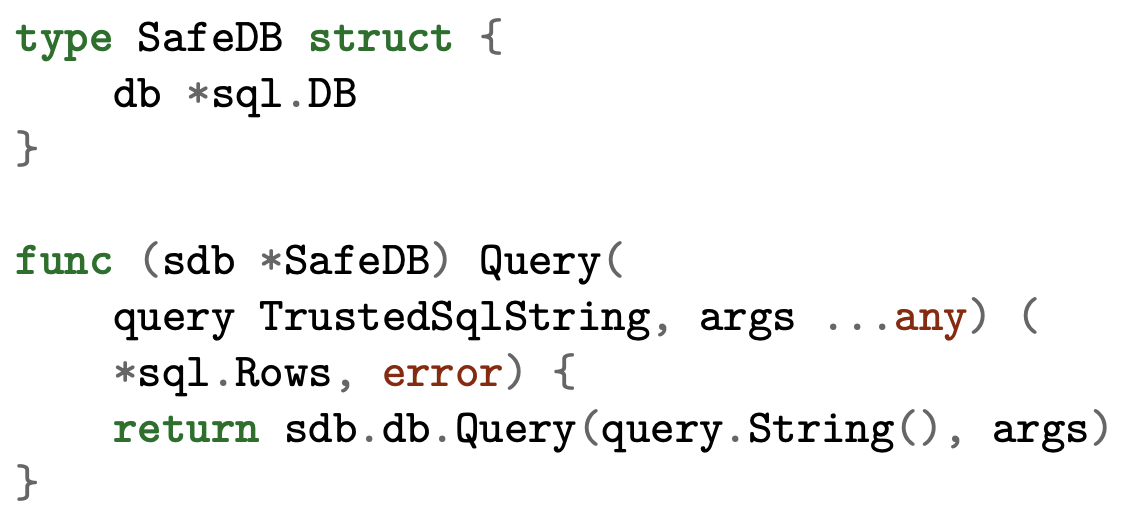 type SafeDB struct {
    db *sql.DB
}

func (sdb *SafeDB) Query(
    query TrustedSqlString, args ...any) (
    *sql.Rows, error) {
    return sdb.db.Query(query.String(), args)
}